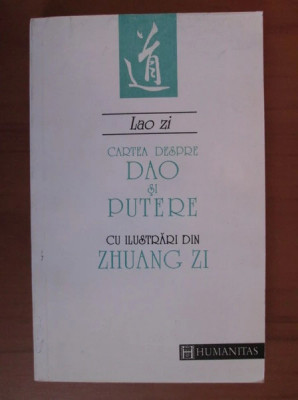 道
Lao zi
CARTEA DESPRE
DAO
ȘI
PUTERE
CU ILUSTRĂRI DIN
ZHUANG ZI
H HUMANITAS